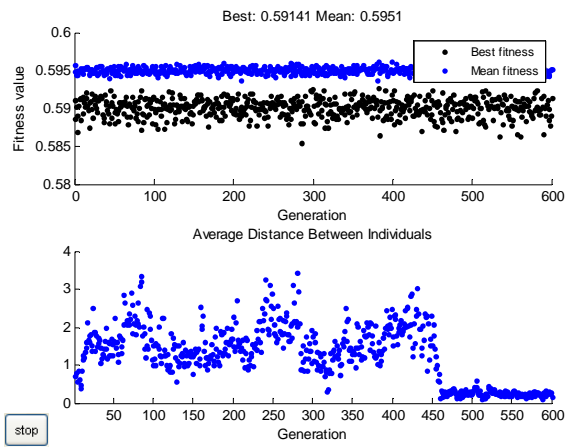 Best: 0.59141 Mean: 0.5951
0.6
0.595
0.59
0.585
0.58
Fitness value
Best fitness
Mean fitness
0 100 200 300 400 500 600
Generation
Average Distance Between Individuals
4
3
2
1
0
50 100 150 200 250 300 350 400 450 500 550 600
Generation
stop